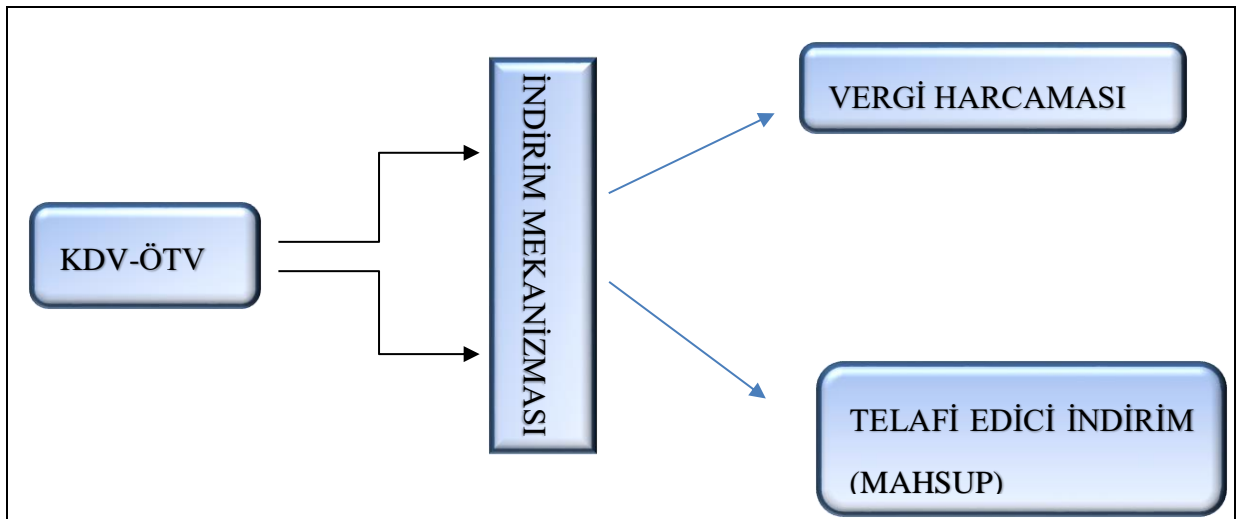 KDV-ÖTV
İNDİRİM MEKANİZMASI
VERGİ HARCAMASI
TELAFİ EDİCİ İNDİRİM
(MAHSUP)